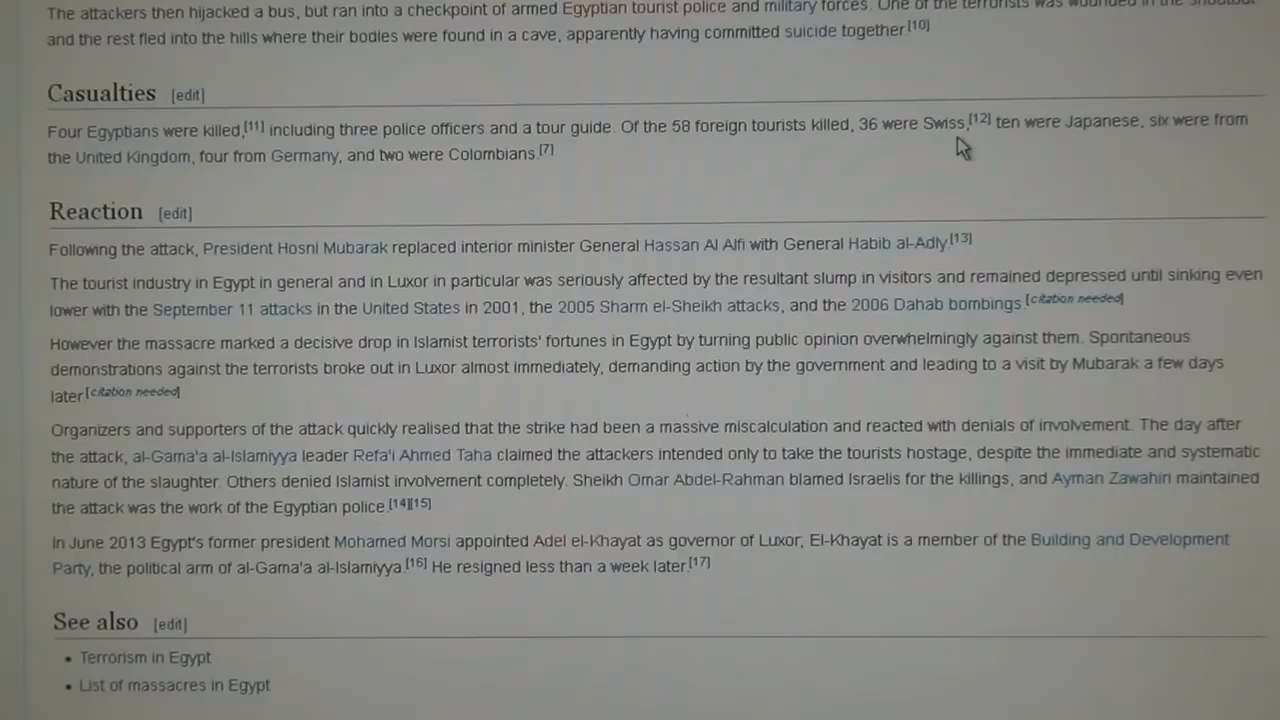 The attackers then hijacked a bus, but ran into a checkpoint of armed Egyptian tourist police and military forces. One of the terrorists was wounded in the shootout
and the rest fled into the hills where their bodies were found in a cave, apparently having committed suicide together.[10]
Casualties [edit]
Four Egyptians were killed,[11] including three police officers and a tour guide. Of the 58 foreign tourists killed, 36 were Swiss,[12] ten were Japanese, six were from
the United Kingdom, four from Germany, and two were Colombians.[7]
Reaction [edit]
Following the attack, President Hosni Mubarak replaced interior minister General Hassan Al Alfi with General Habib al-Adly.[13]
The tourist industry in Egypt in general and in Luxor in particular was seriously affected by the resultant slump in visitors and remained depressed until sinking even
lower with the September 11 attacks in the United States in 2001, the 2005 Sharm el-Sheikh attacks, and the 2006 Dahab bombings.[citation needed]
However the massacre marked a decisive drop in Islamist terrorists' fortunes in Egypt by turning public opinion overwhelmingly against them. Spontaneous
demonstrations against the terrorists broke out in Luxor almost immediately, demanding action by the government and leading to a visit by Mubarak a few days
later.[citation needed]
Organizers and supporters of the attack quickly realised that the strike had been a massive miscalculation and reacted with denials of involvement. The day after
the attack, al-Gama'a al-Islamiyya leader Refa'i Ahmed Taha claimed the attackers intended only to take the tourists hostage, despite the immediate and systematic
nature of the slaughter. Others denied Islamist involvement completely. Sheikh Omar Abdel-Rahman blamed Israelis for the killings, and Ayman Zawahiri maintained
the attack was the work of the Egyptian police.[14][15]
In June 2013 Egypt's former president Mohamed Morsi appointed Adel el-Khayat as governor of Luxor; El-Khayat is a member of the Building and Development
Party, the political arm of al-Gama'a al-Islamiyya.[16] He resigned less than a week later.[17]
See also [edit]
• Terrorism in Egypt
• List of massacres in Egypt